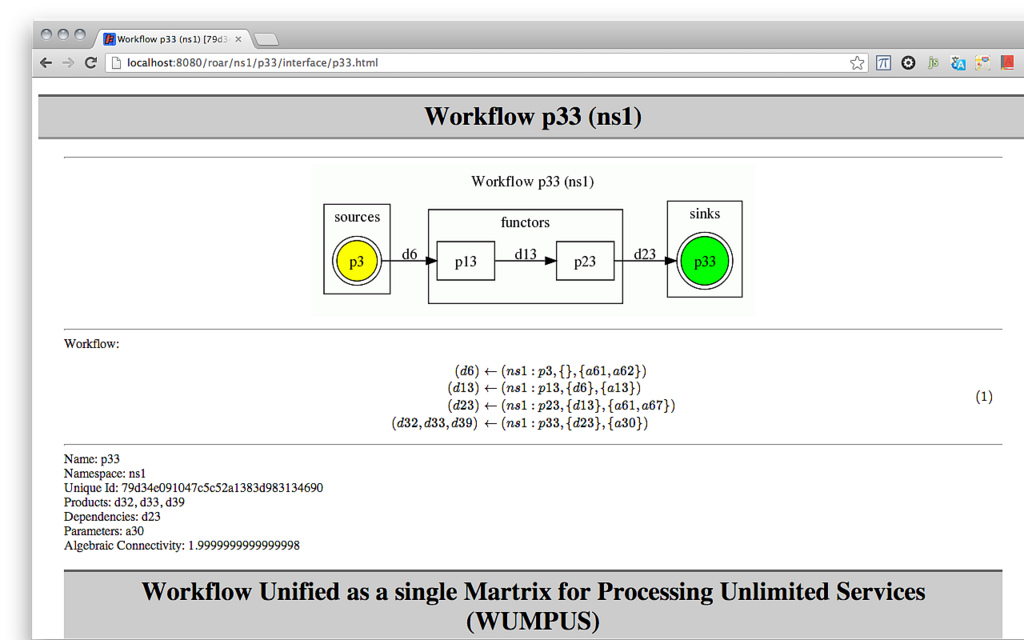 Workflow p33 (ns1) [79d3
localhost:8080/roar/ns1/p33/interface/p33.html
Workflow p33 (ns1)
Workflow p33 (ns1)
sources
functors
sinks
p3
d6
p13
d13
p23
d23
p33
Workflow:
(d6) ← (ns1 : p3, {}, {a61, a62})
(d13) ← (ns1 : p13, {d6}, {a13})
(d23) ← (ns1 : p23, {d13}, {a61, a67})
(d32, d33, d39) ← (ns1 : p33, {d23}, {a30})
(1)
Name: p33
Namespace: ns1
Unique Id: 79d34e091047c5c52a1383d983134690
Products: d32, d33, d39
Dependencies: d23
Parameters: a30
Algebraic Connectivity: 1.9999999999999998
Workflow Unified as a single Martrix for Processing Unlimited Services
(WUMPUS)